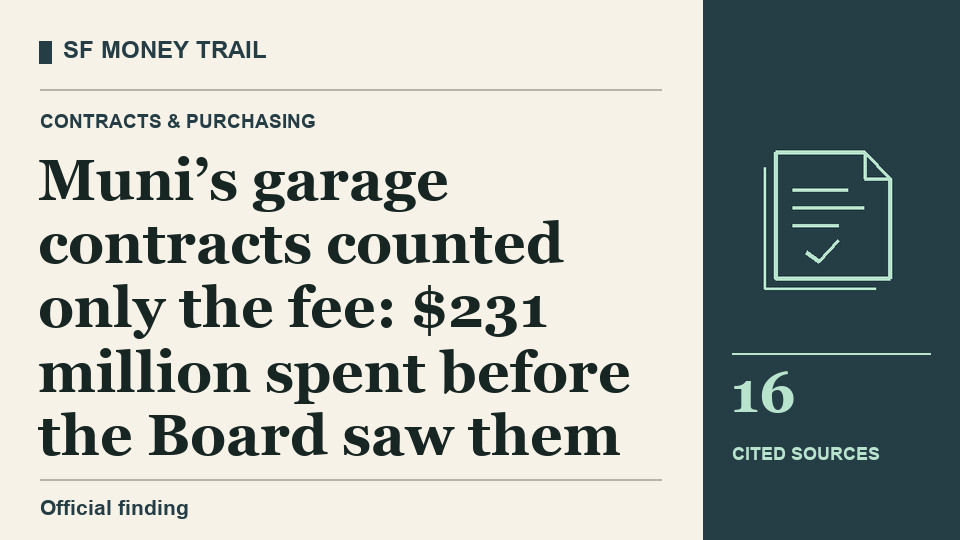 SF MONEY TRAIL
CONTRACTS & PURCHASING
Muni’s garage
contracts counted
only the fee: $231
million spent before
the Board saw them
Official finding
16
CITED SOURCES